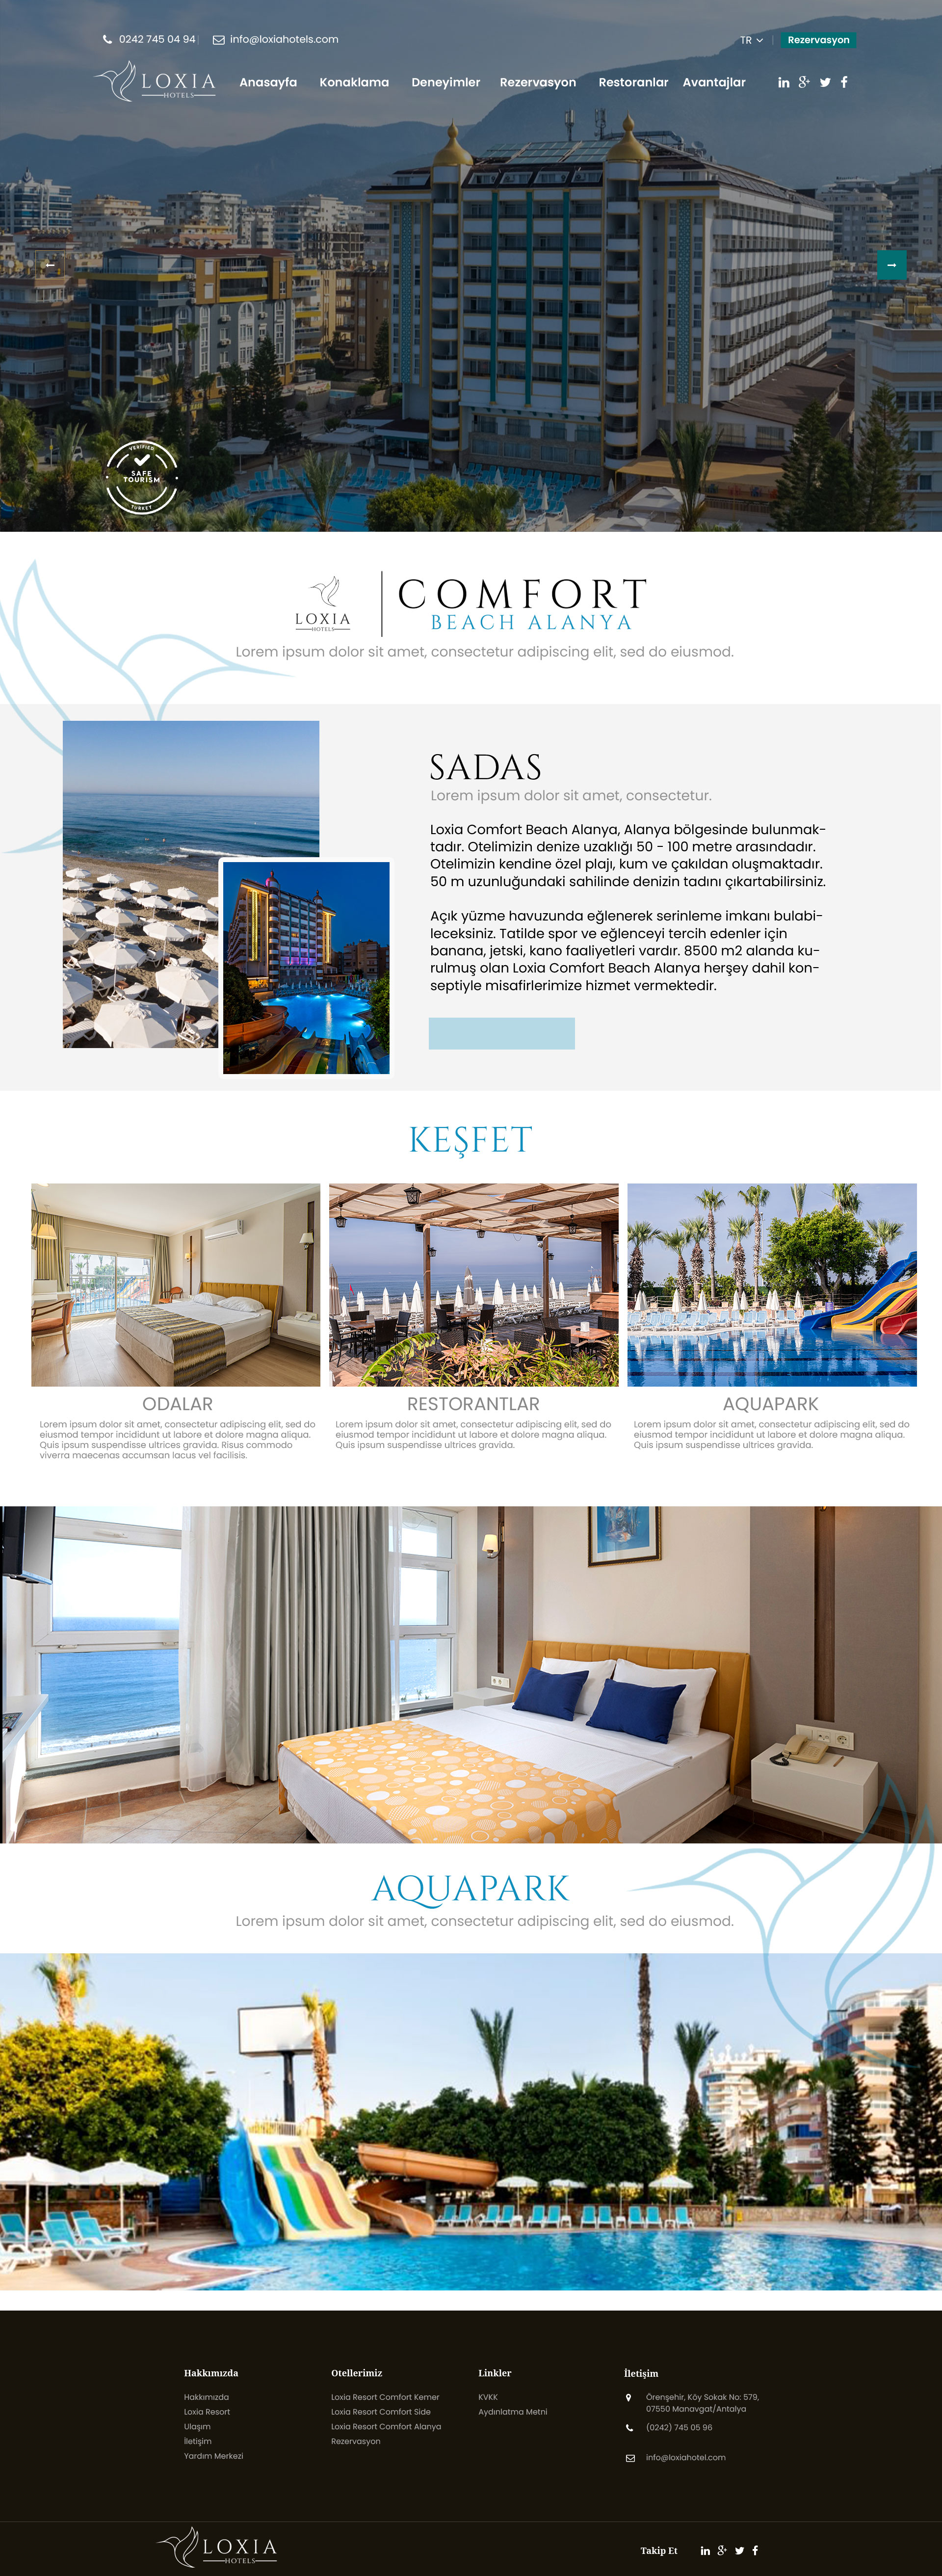 0242 745 04 94
info@loxiahotels.com
TR
Rezervasyon
LOXIA
HOTELS
Anasayfa
Konaklama
Deneyimler
Rezervasyon
Restoranlar
Avantajlar
VERIFIED
SAFE
TOURISM
TURKEY
LOXIA
HOTELS
COMFORT
BEACH ALANYA
Lorem ipsum dolor sit amet, consectetur adipiscing elit, sed do eiusmod.
SADAS
Lorem ipsum dolor sit amet, consectetur.
Loxia Comfort Beach Alanya, Alanya bölgesinde bulunmak-
tadır. Otelimizin denize uzaklığı 50 - 100 metre arasındadır.
Otelimizin kendine özel plajı, kum ve çakıldan oluşmaktadır.
50 m uzunluğundaki sahilinde denizin tadını çıkartabilirsiniz.
Açık yüzme havuzunda eğlenerek serinleme imkanı bulabi-
leceksiniz. Tatilde spor ve eğlenceyi tercih edenler için
banana, jetski, kano faaliyetleri vardır. 8500 m2 alanda ku-
rulmuş olan Loxia Comfort Beach Alanya herşey dahil kon-
septiyle misafirlerimize hizmet vermektedir.
KEŞFET
ODALAR
Lorem ipsum dolor sit amet, consectetur adipiscing elit, sed do
eiusmod tempor incididunt ut labore et dolore magna aliqua.
Quis ipsum suspendisse ultrices gravida. Risus commodo
viverra maecenas accumsan lacus vel facilisis.
RESTORANTLAR
Lorem ipsum dolor sit amet, consectetur adipiscing elit, sed do
eiusmod tempor incididunt ut labore et dolore magna aliqua.
Quis ipsum suspendisse ultrices gravida.
AQUAPARK
Lorem ipsum dolor sit amet, consectetur adipiscing elit, sed do
eiusmod tempor incididunt ut labore et dolore magna aliqua.
Quis ipsum suspendisse ultrices gravida.
AQUAPARK
Lorem ipsum dolor sit amet, consectetur adipiscing elit, sed do eiusmod.
Hakkımızda
Hakkımızda
Loxia Resort
Ulaşım
İletişim
Yardım Merkezi
Otellerimiz
Loxia Resort Comfort Kemer
Loxia Resort Comfort Side
Loxia Resort Comfort Alanya
Rezervasyon
Linkler
KVKK
Aydınlatma Metni
İletişim
Örenşehir, Köy Sokak No: 579,
07550 Manavgat/Antalya
(0242) 745 05 96
info@loxiahotel.com
LOXIA
HOTELS
Takip Et